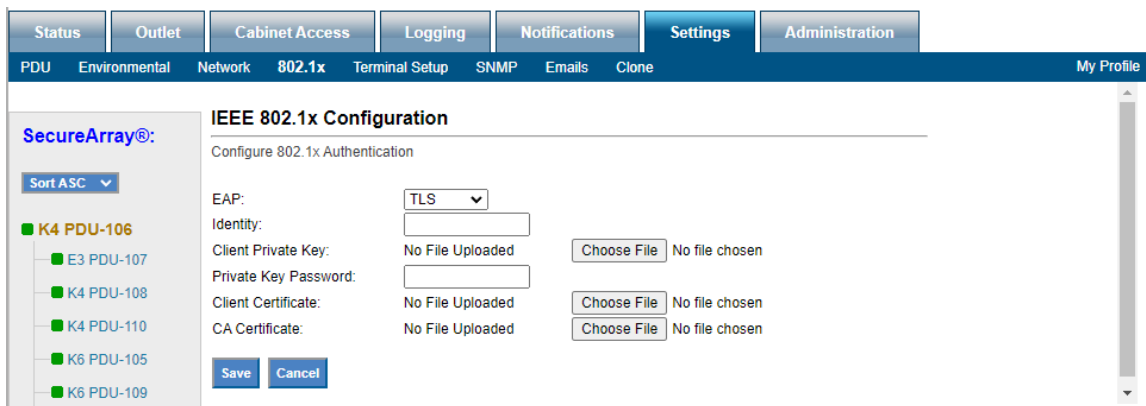 Status Outlet Cabinet Access Logging Notifications Settings Administration
PDU Environmental Network 802.1x Terminal Setup SNMP Emails Clone My Profile
SecureArray®:
Sort ASC
K4 PDU-106
E3 PDU-107
K4 PDU-108
K4 PDU-110
K6 PDU-105
K6 PDU-109
IEEE 802.1x Configuration
Configure 802.1x Authentication
EAP: TLS
Identity:
Client Private Key: No File Uploaded Choose File No file chosen
Private Key Password:
Client Certificate: No File Uploaded Choose File No file chosen
CA Certificate: No File Uploaded Choose File No file chosen
Save Cancel